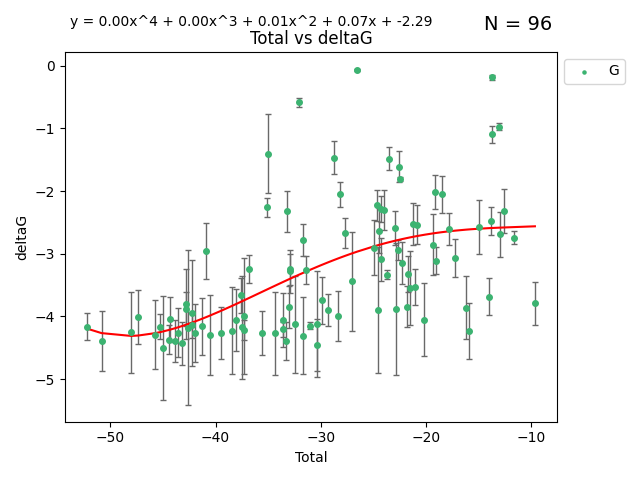 y = 0.00x^4 + 0.00x^3 + 0.01x^2 + 0.07x + -2.29
N = 96
Total vs deltaG
G
deltaG
0
−1
−2
−3
−4
−5
−50
−40
−30
−20
−10
Total